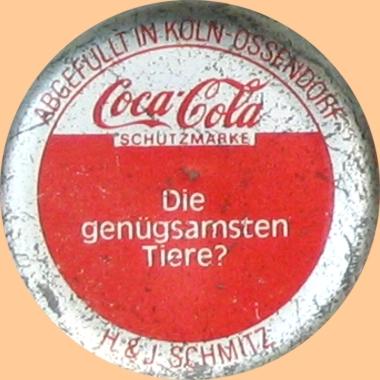 ABGEFÜLLT IN KÖLN-OSSENDORF
Coca-Cola
SCHUTZMARKE
Die
genügsamsten
Tiere?
H. & J. SCHMITZ